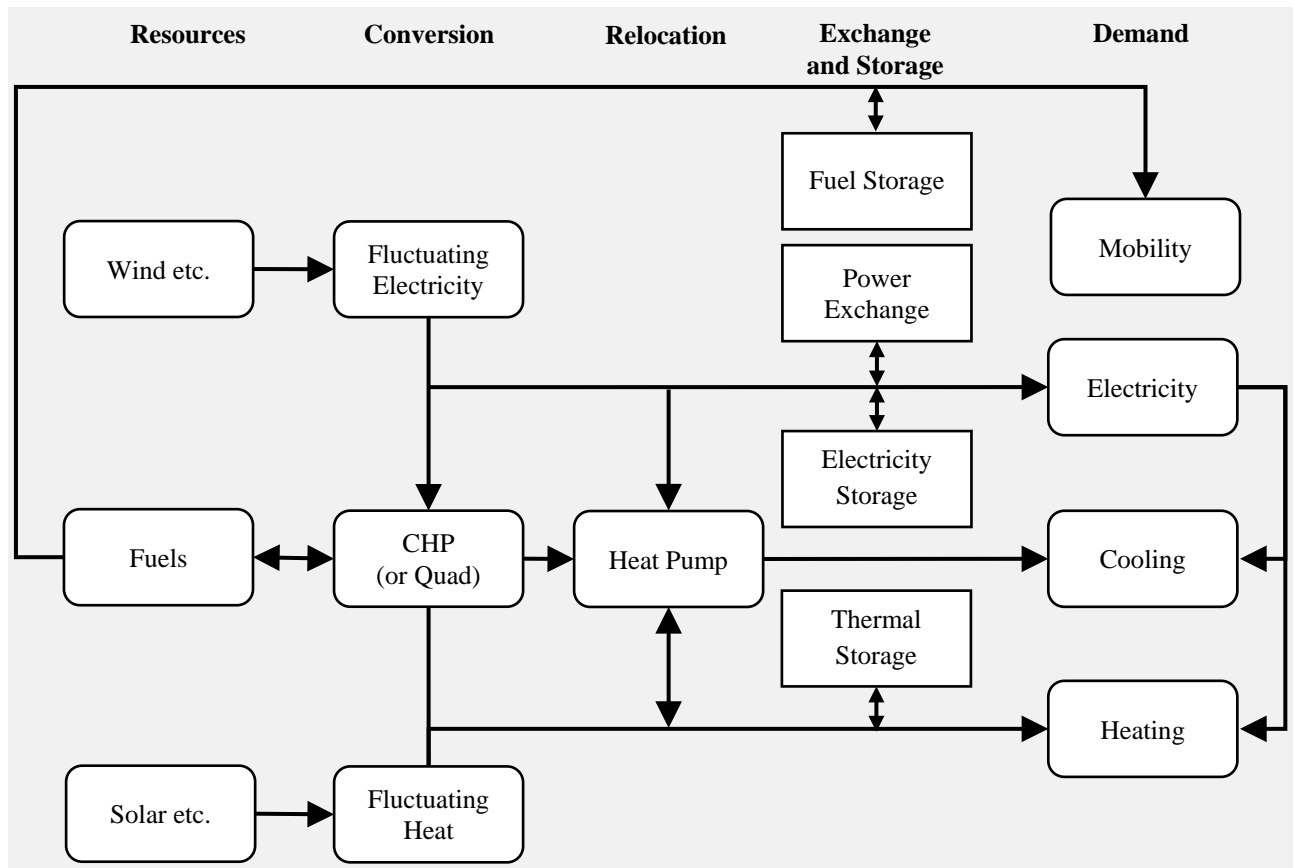 Resources
Conversion
Relocation
Exchange
and Storage
Demand
Fuel Storage
Mobility
Wind etc.
Fluctuating
Electricity
Power
Exchange
Electricity
Electricity
Storage
Fuels
CHP
(or Quad)
Heat Pump
Cooling
Thermal
Storage
Heating
Solar etc.
Fluctuating
Heat